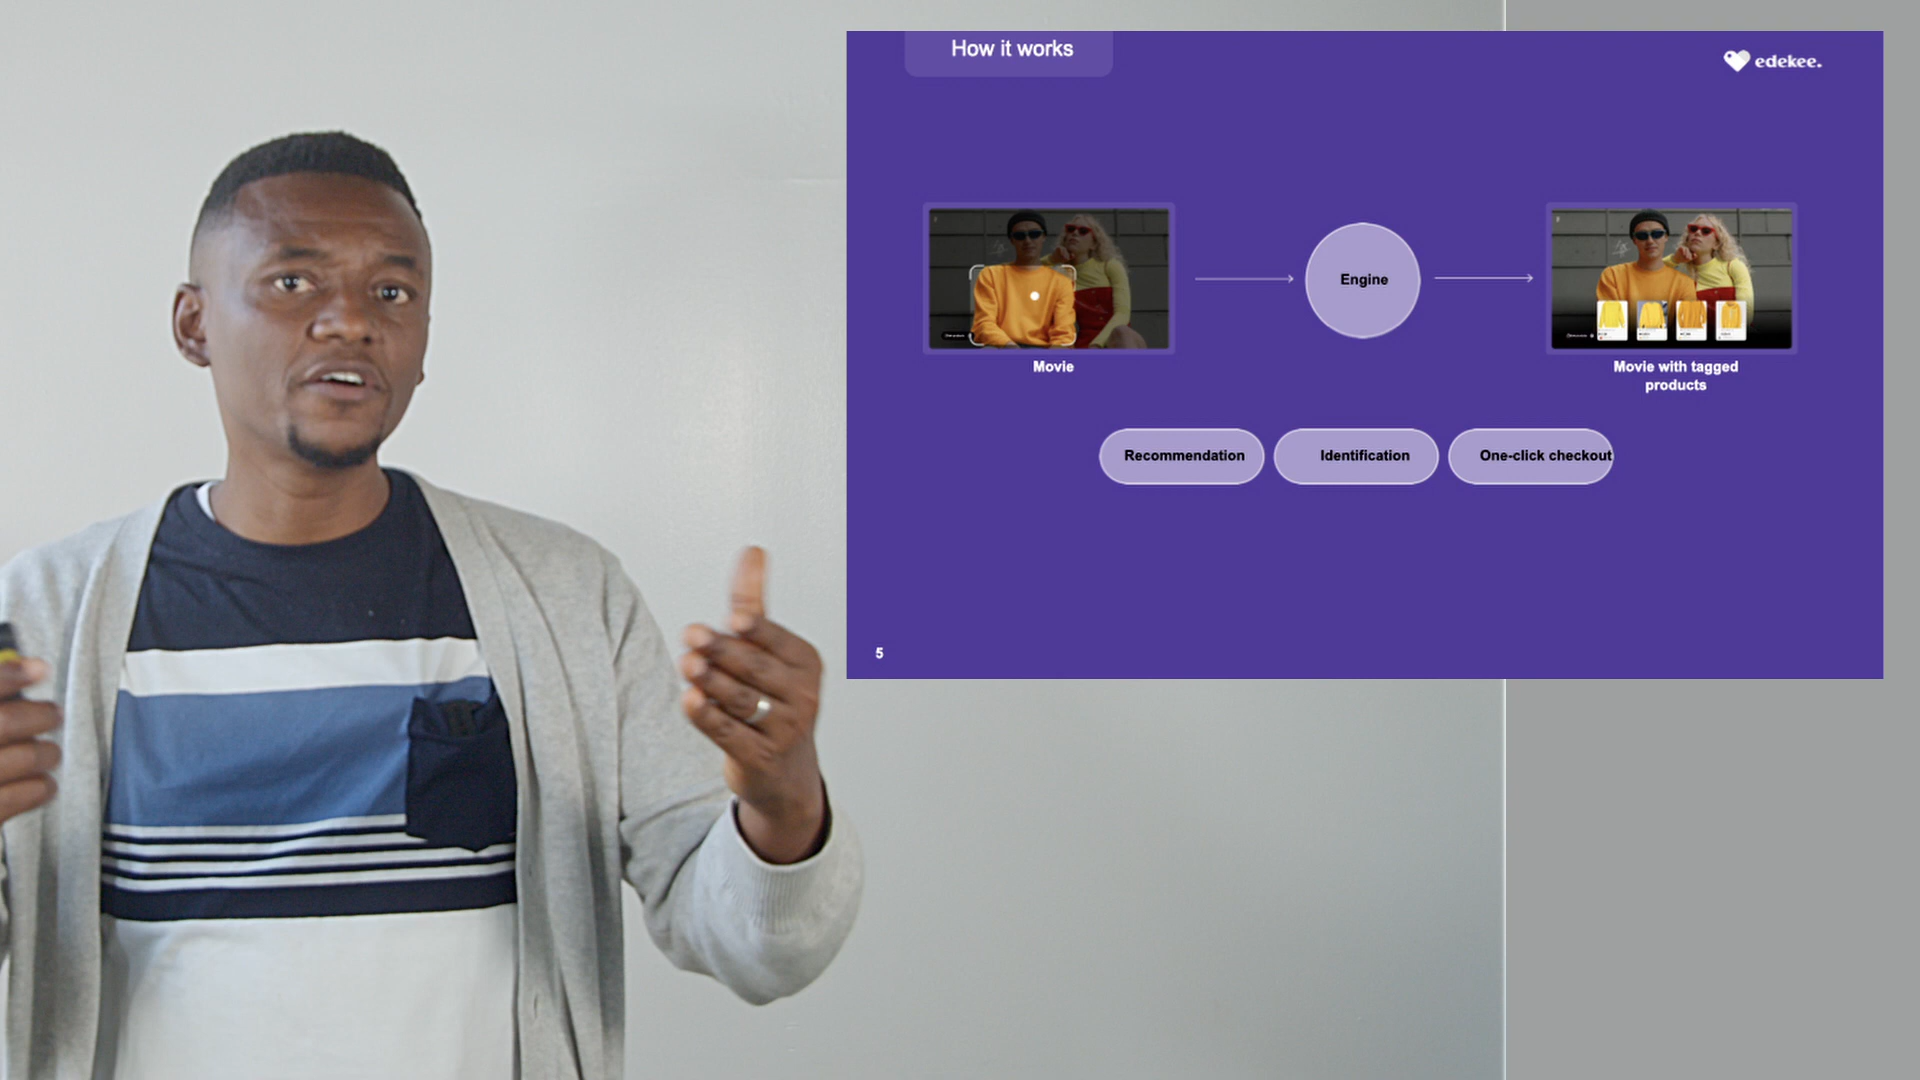 How it works
edekee.
Engine
Movie
Movie with tagged
products
Recommendation
Identification
One-click checkout
5